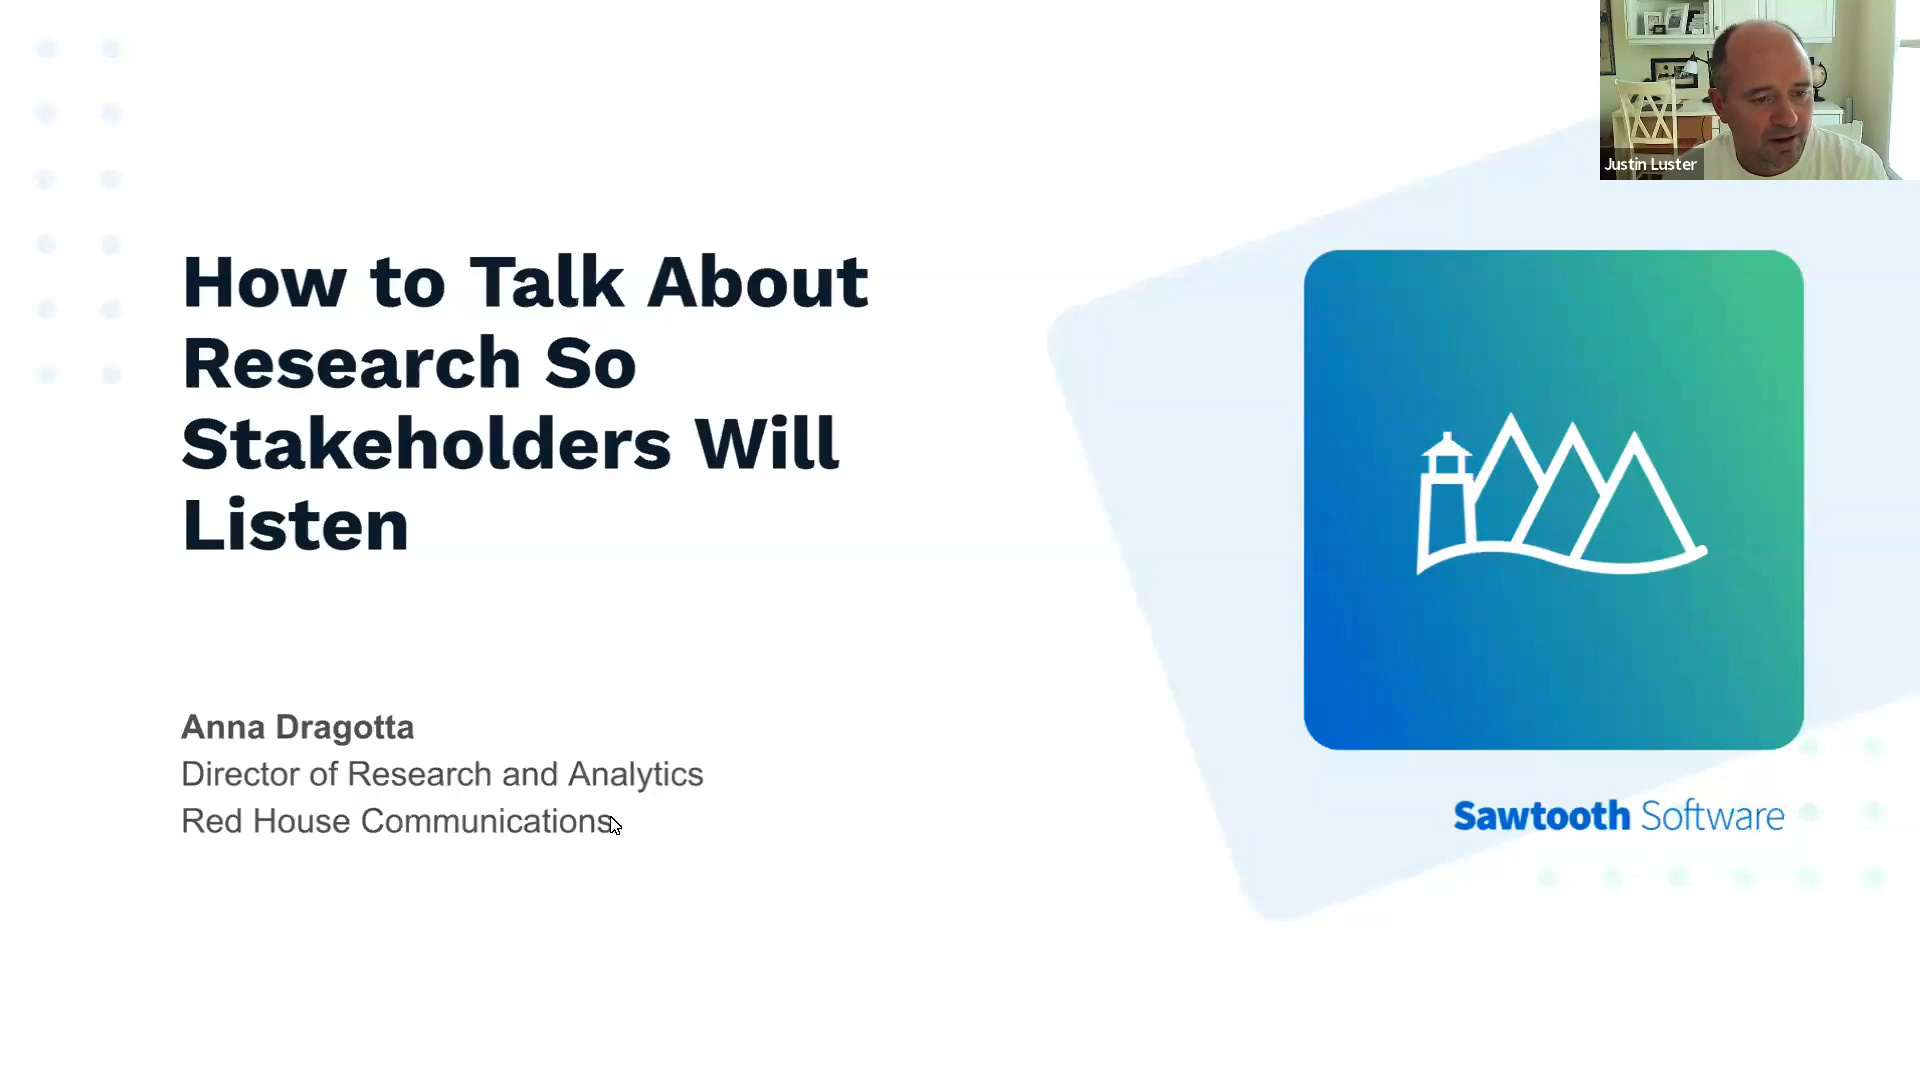 Justin Luster
How to Talk About
Research So
Stakeholders Will
Listen
Anna Dragotta
Director of Research and Analytics
Red House Communications
Sawtooth Software